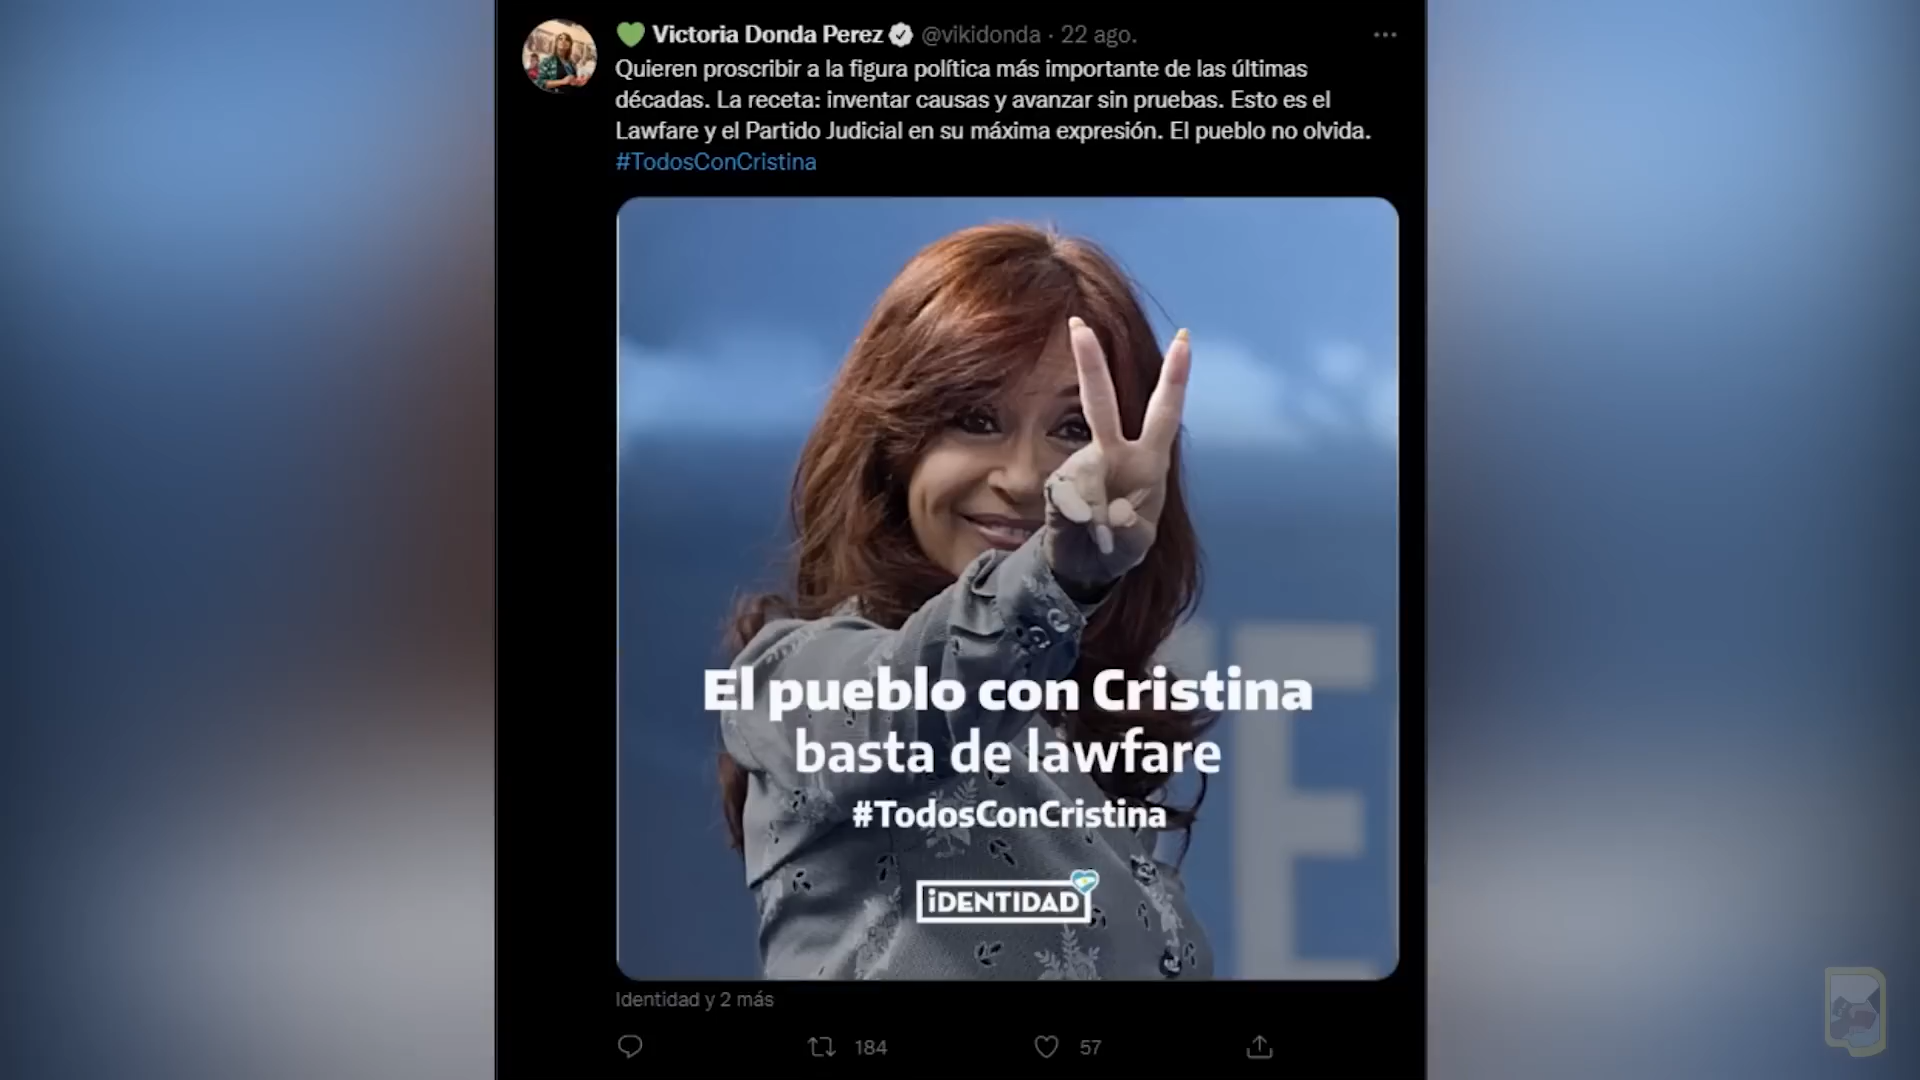 💚 Victoria Donda Perez @vikidonda · 22 ago.
Quieren proscribir a la figura política más importante de las últimas
décadas. La receta: inventar causas y avanzar sin pruebas. Esto es el
Lawfare y el Partido Judicial en su máxima expresión. El pueblo no olvida.
#TodosConCristina
El pueblo con Cristina
basta de lawfare
#TodosConCristina
iDENTIDAD
Identidad y 2 más
184 57